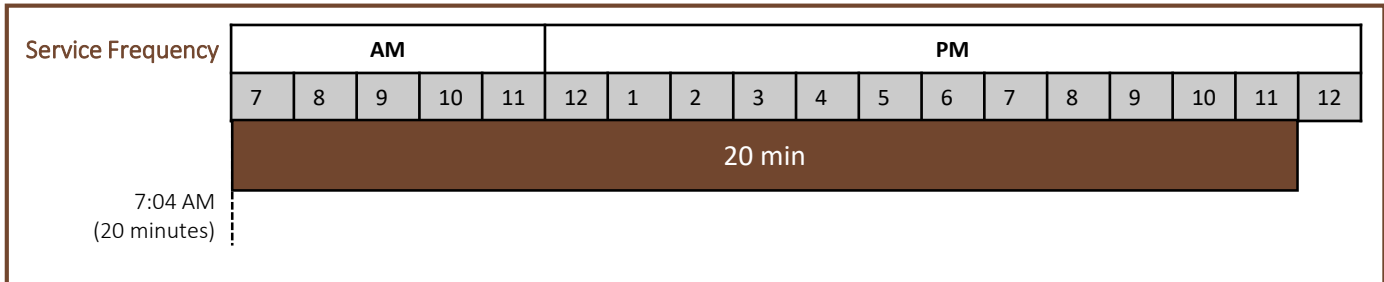 Service Frequency
AM PM
7 8 9 10 11 12 1 2 3 4 5 6 7 8 9 10 11 12
20 min
7:04 AM
(20 minutes)